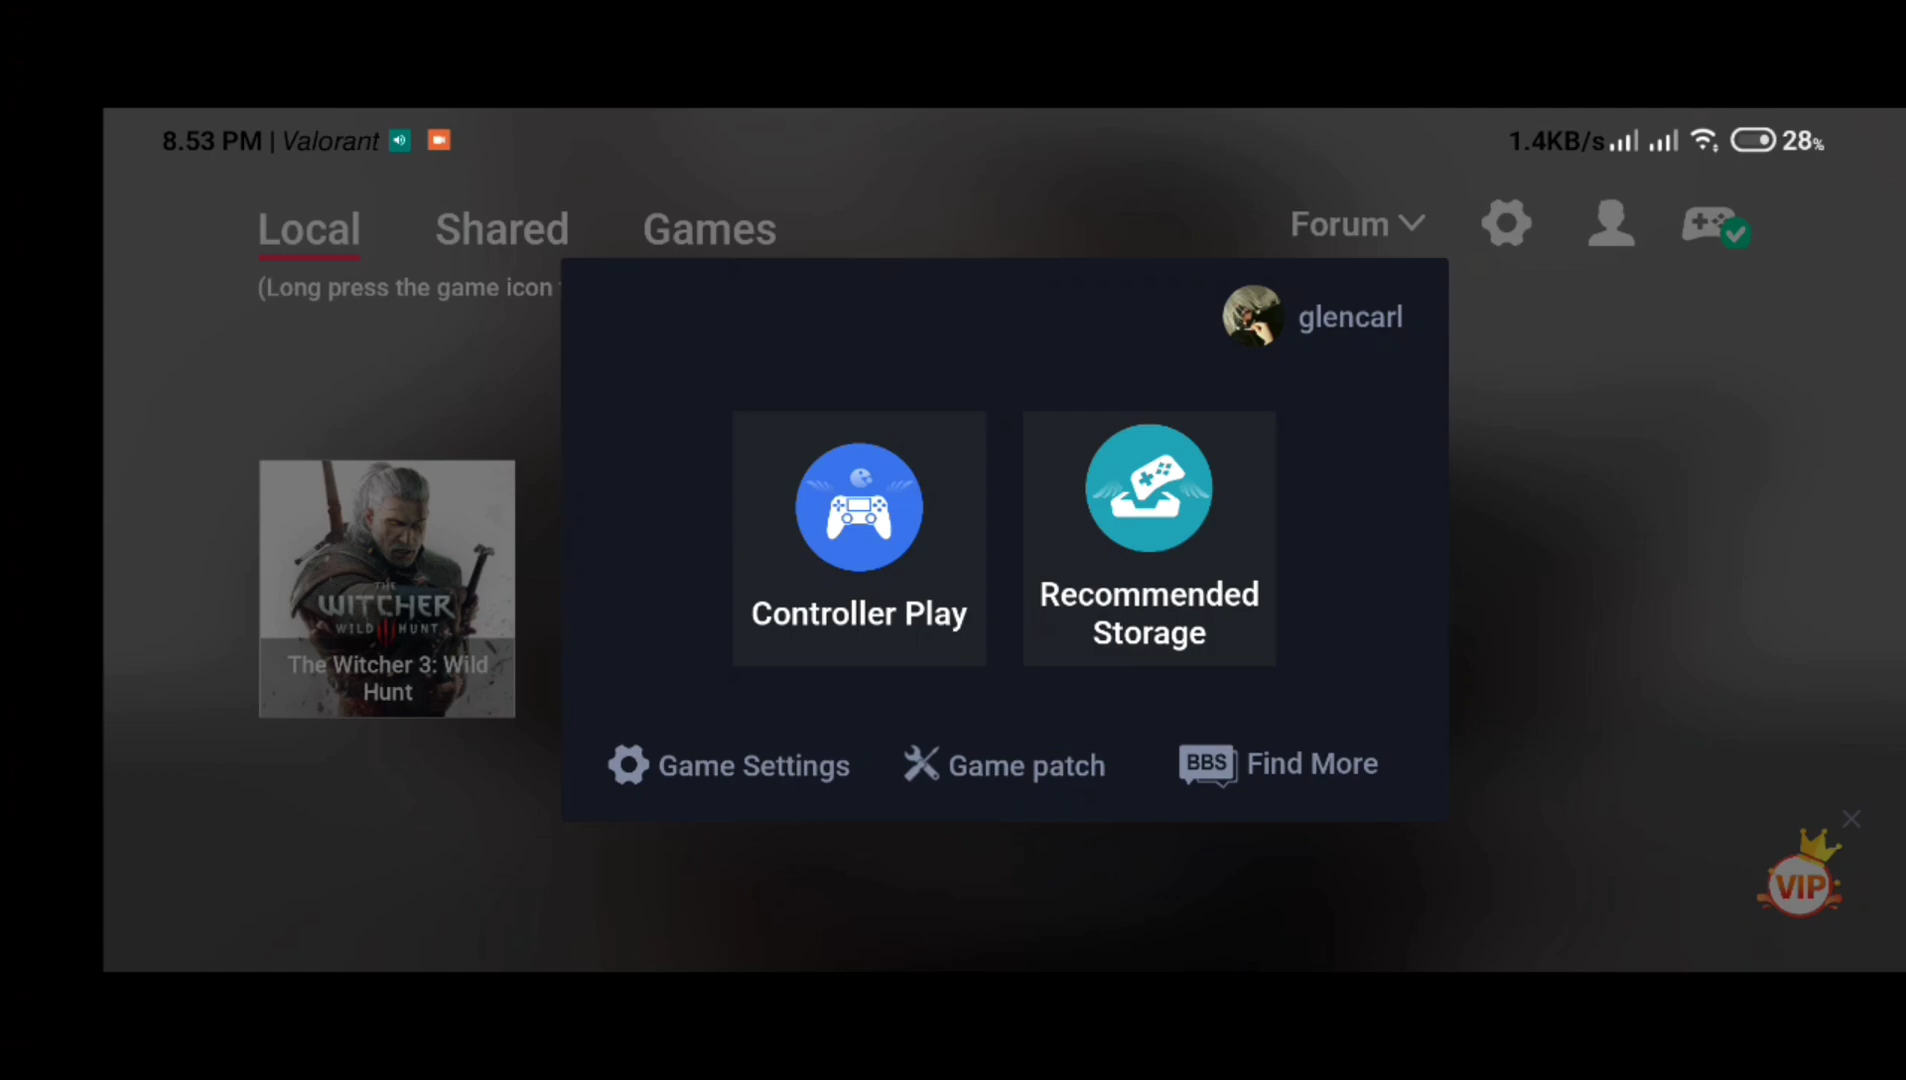 8.53 PM | Valorant
1.4KB/s 28%
Local Shared Games Forum
(Long press the game icon
glencarl
Controller Play
Recommended
Storage
THE
WITCHER
WILD HUNT
The Witcher 3: Wild
Hunt
Game Settings Game patch BBS Find More
VIP